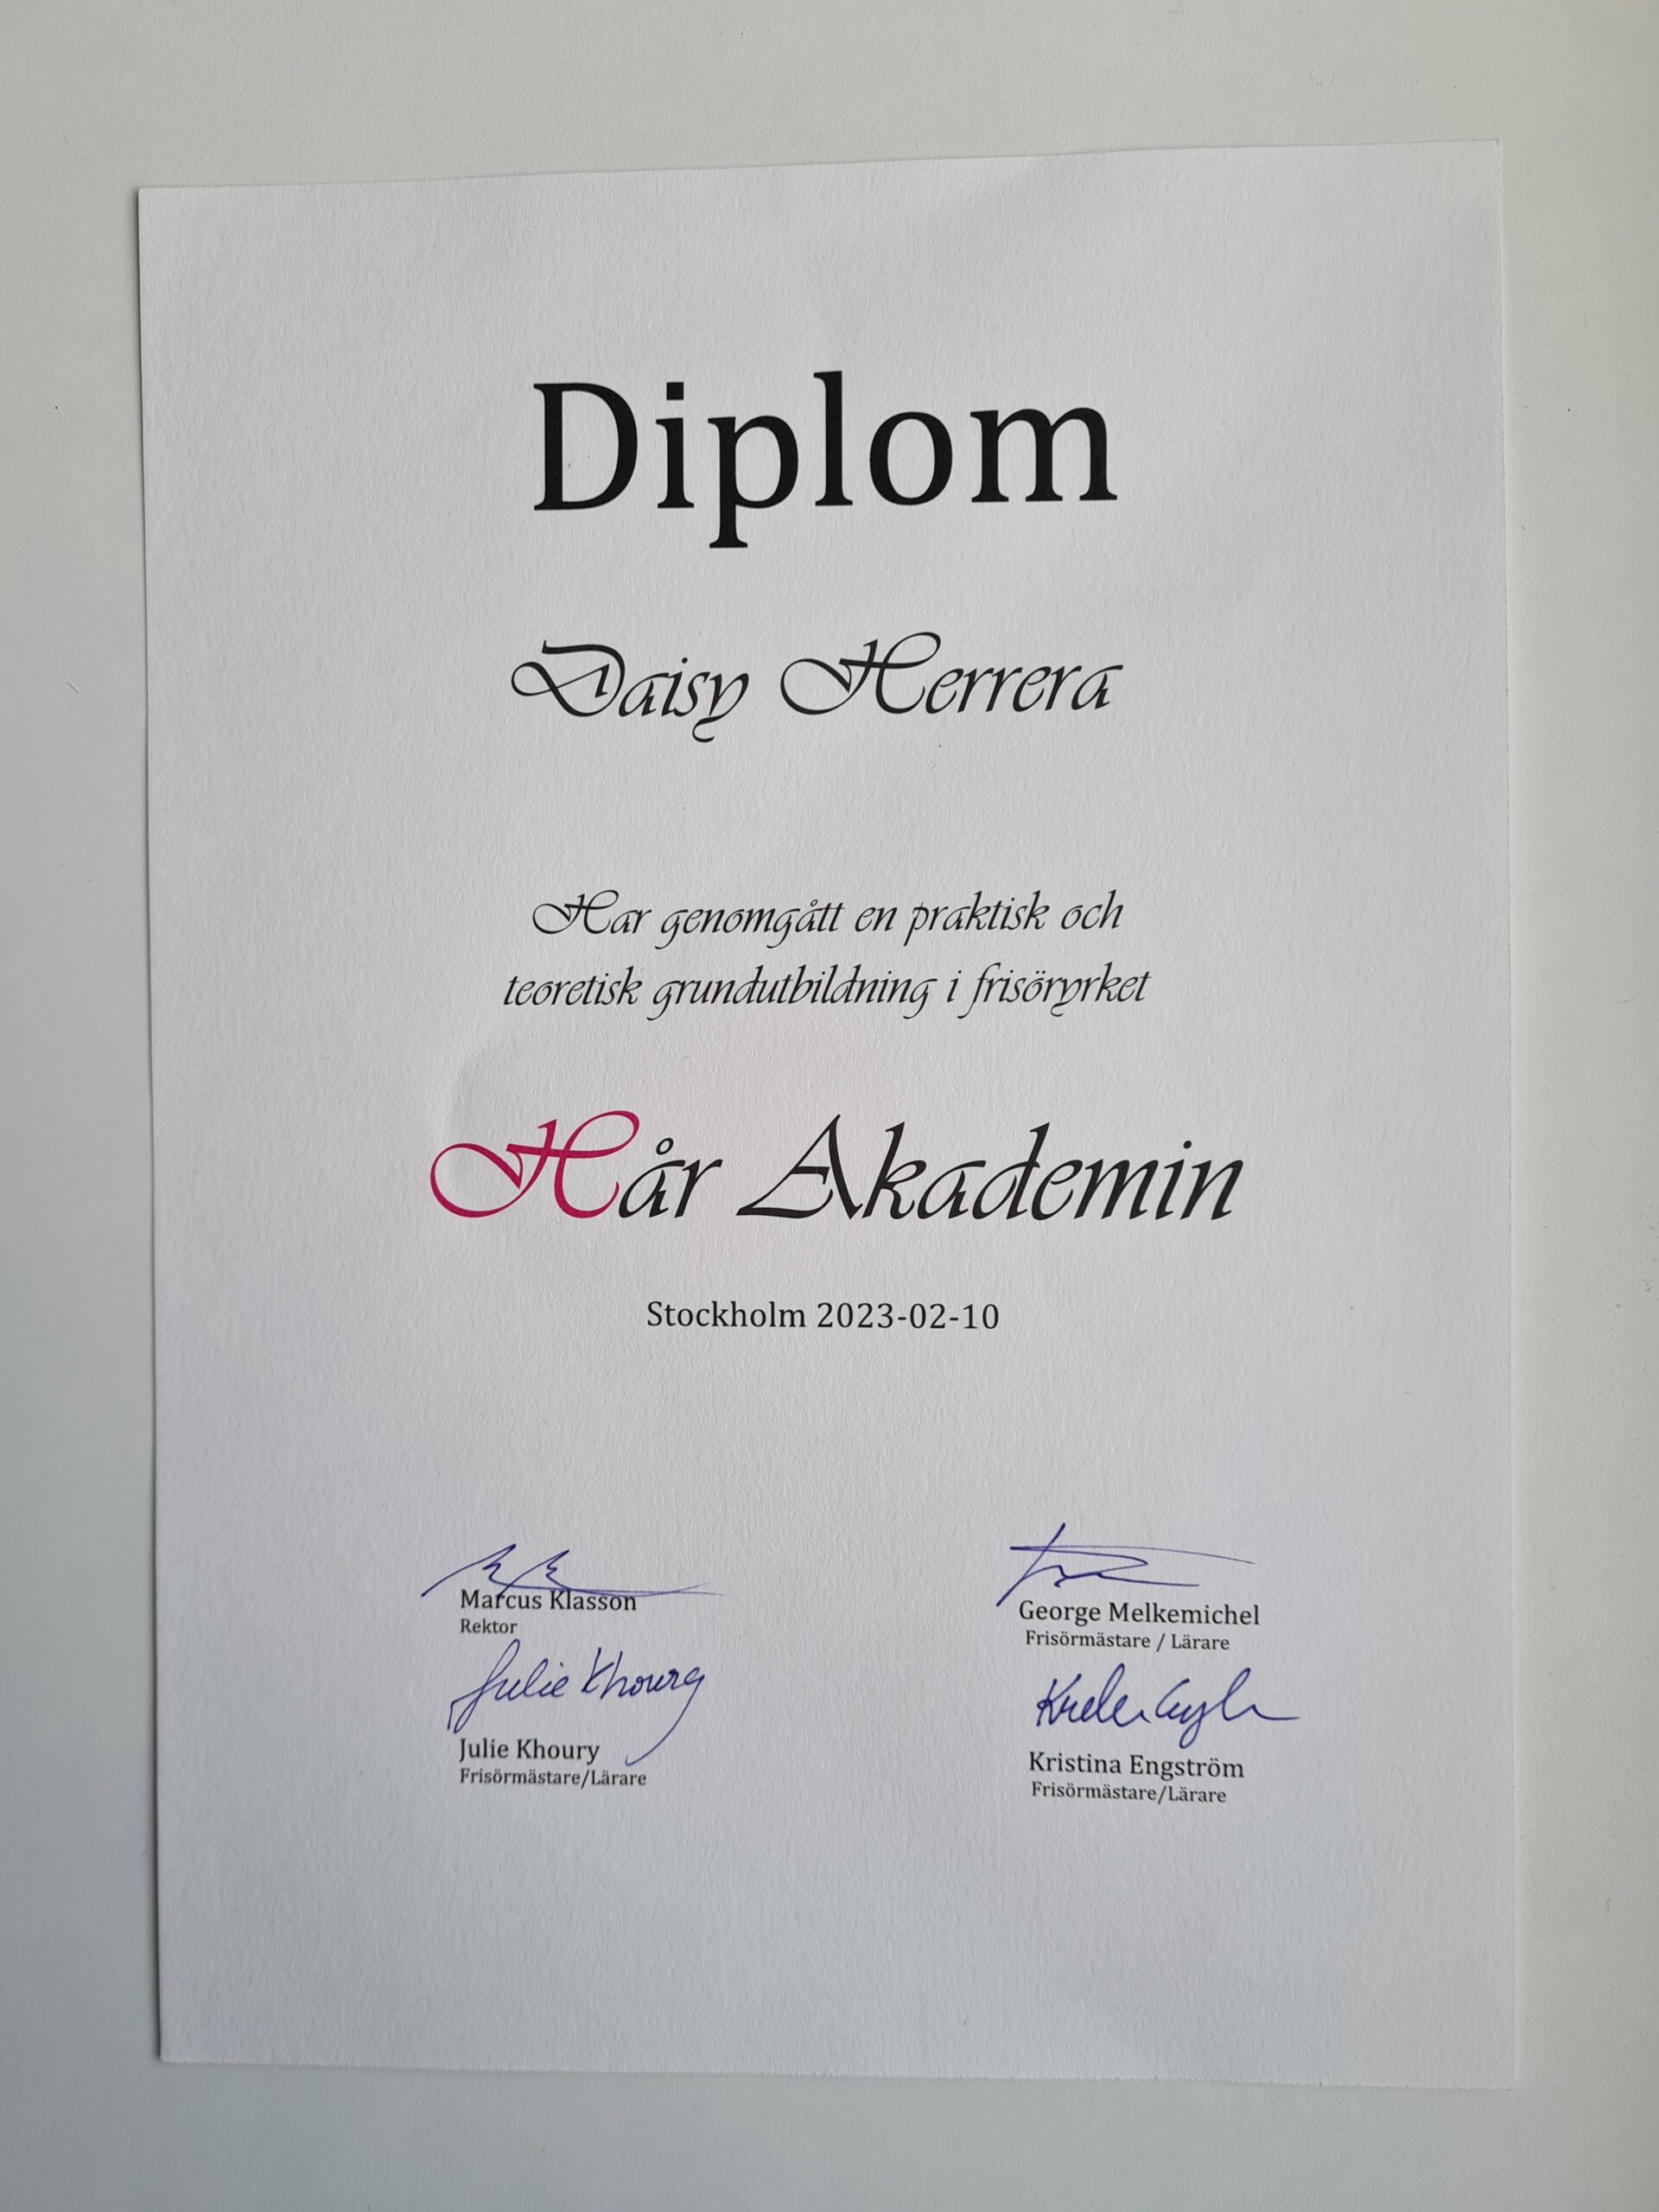 Diplom
Daisy Herrera
Har genomgått en praktisk och
teoretisk grundutbildning i frisöryrket
Hår Akademin
Stockholm 2023-02-10
Marcus Klasson
Rektor
George Melkemichel
Frisörmästare / Lärare
Julie Khoury
Julie Khoury
Frisörmästare/Lärare
Kristina Engström
Frisörmästare/Lärare